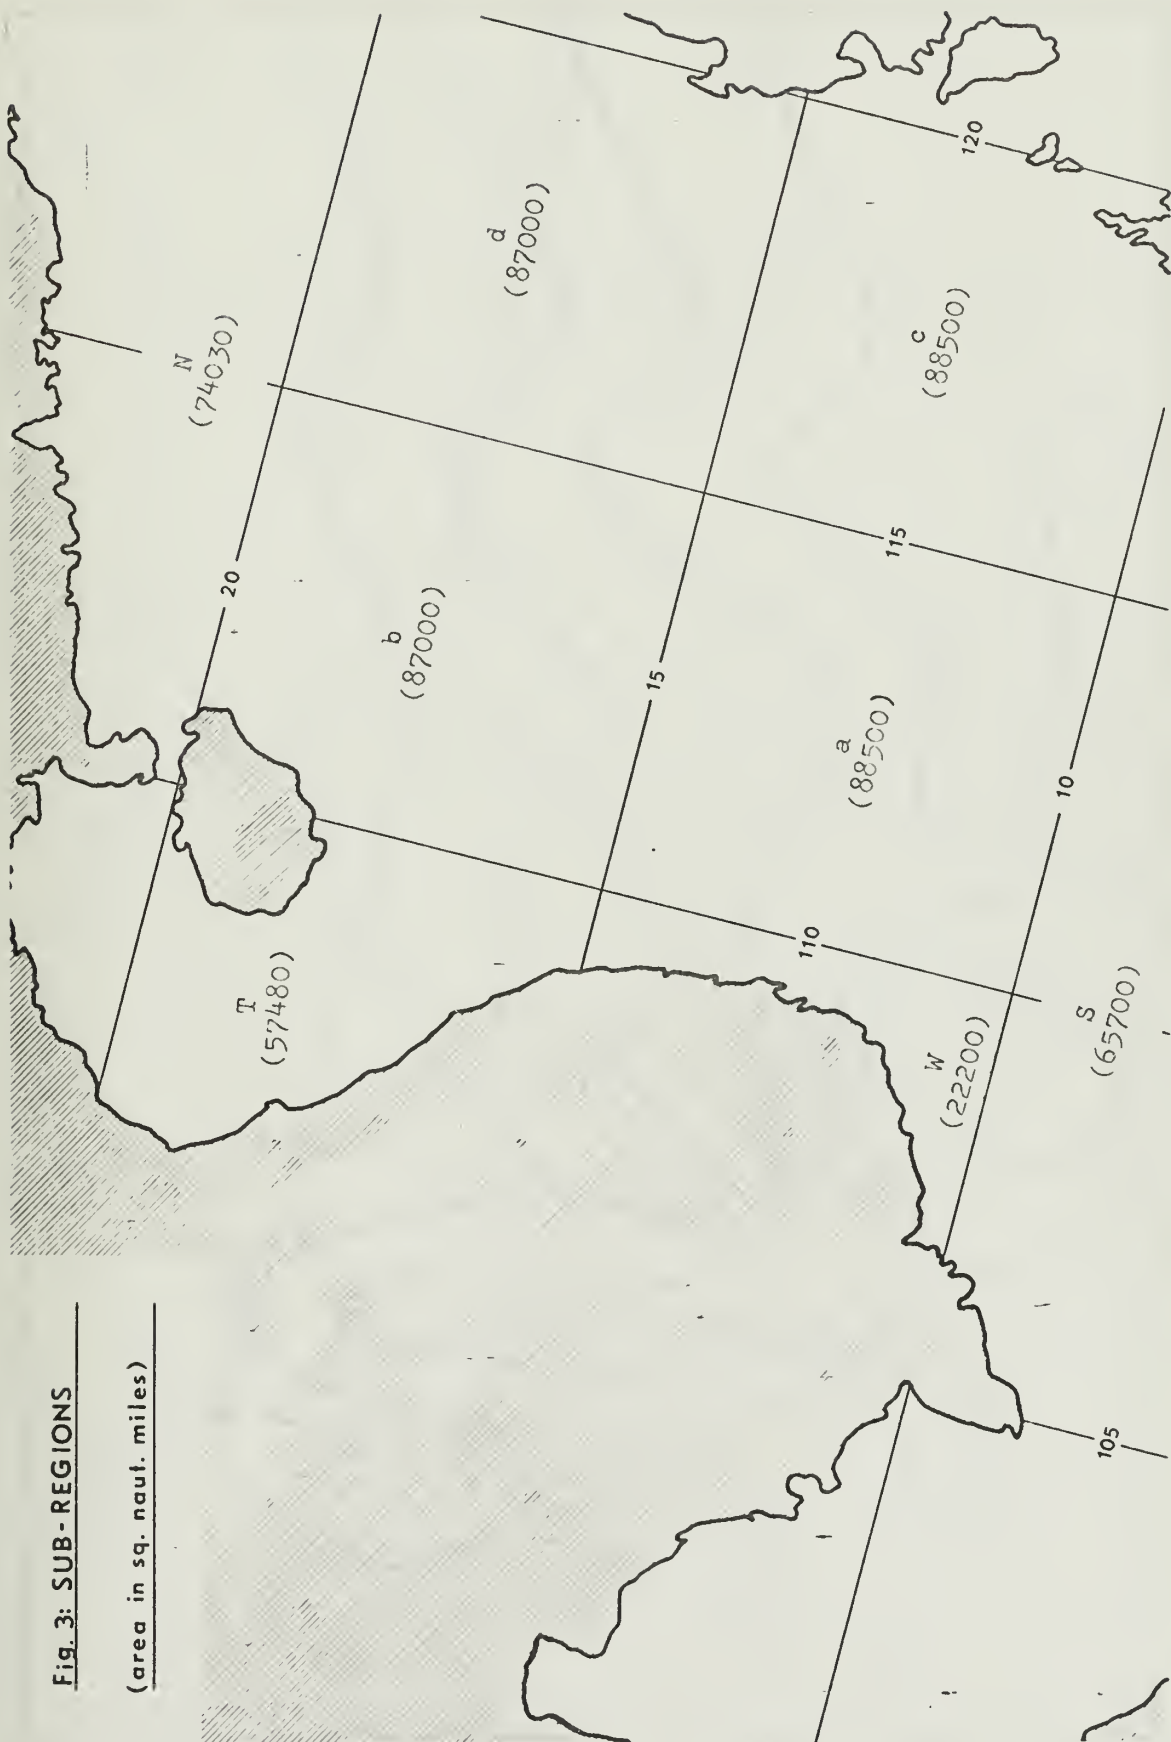 Fig. 3: SUB-REGIONS
(area in sq. naut. miles)
N
(74030)
20
T
(57480)
b
(87000)
d
(87000)
15
110
a
(88500)
115
c
(88500)
120
W
(22200)
10
S
(65700)
105